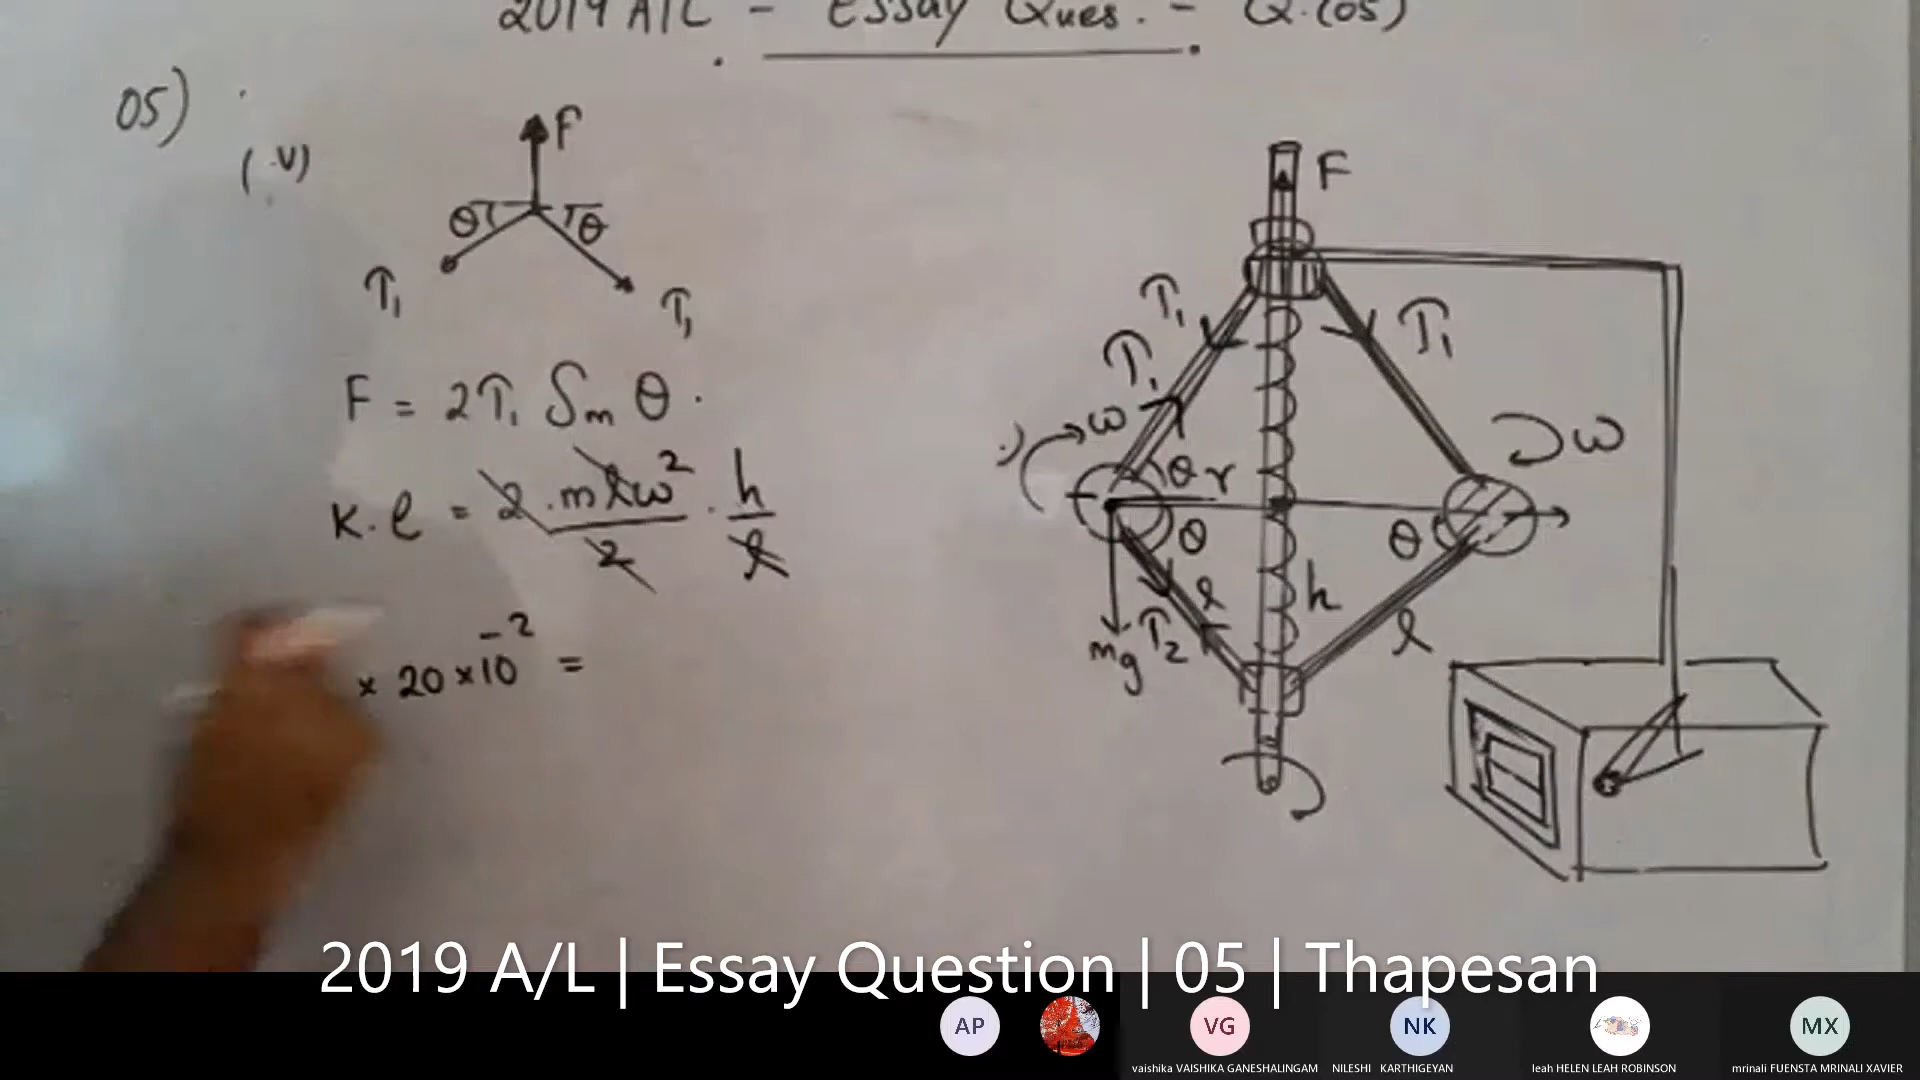 2019 A/L - Essay Ques. - Q.(05)
05)
F
θ θ
T₁ T₁
F = 2T₁ Sin θ.
K.e = 2.mlω²/2 . h/l
× 20 × 10⁻² =
F
T₁
T₁
T₁
ω
ω
θ r
θ
θ
l
h
l
mg
T₂
2019 A/L | Essay Question | 05 | Thapesan
AP
VG
NK
MX
vaishika VAISHIKA GANESHALINGAM
NILESHI KARTHIGEYAN
leah HELEN LEAH ROBINSON
mrinali FUENSTA MRINALI XAVIER